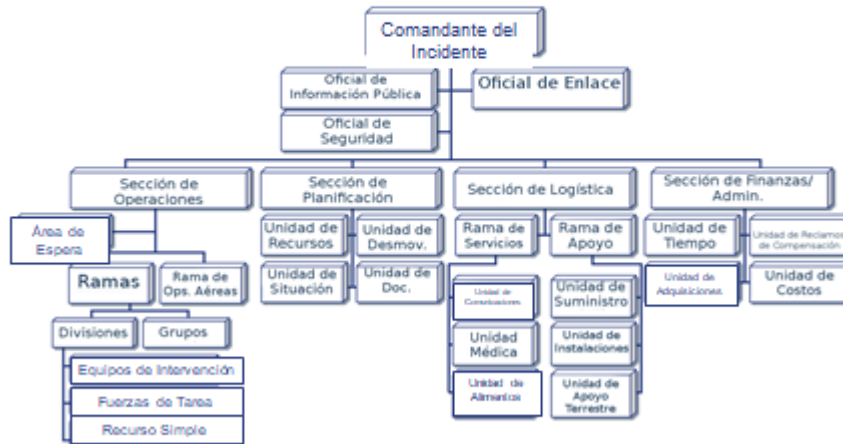 Comandante del
Incidente
Oficial de
Información Pública
Oficial de Enlace
Oficial de
Seguridad
Sección de
Operaciones
Sección de
Planificación
Sección de Logística
Sección de Finanzas/
Admin.
Área de
Espera
Unidad de
Recursos
Unidad de
Desmov.
Rama de
Servicios
Rama de
Apoyo
Unidad de
Tiempo
Unidad de Reclamos
de Compensación
Ramas
Rama de
Ops. Aéreas
Unidad de
Situación
Unidad de
Doc.
Unidad de
Comunicaciones
Unidad de
Suministro
Unidad de
Adquisiciones
Unidad de
Costos
Divisiones
Grupos
Unidad
Médica
Unidad de
Instalaciones
Equipos de Intervención
Fuerzas de Tarea
Recurso Simple
Unidad de
Alimentos
Unidad de
Apoyo
Terrestre